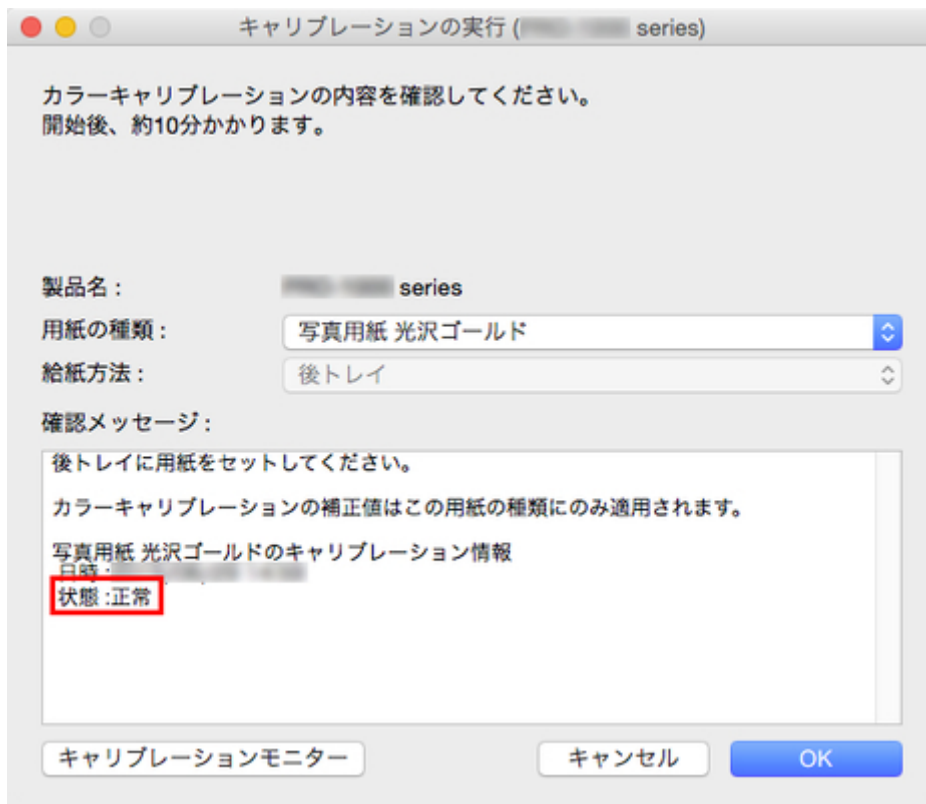 キャリブレーションの実行 ( series)
カラーキャリブレーションの内容を確認してください。
開始後、約10分かかります。
製品名 : series
用紙の種類 : 写真用紙 光沢ゴールド
給紙方法 : 後トレイ
確認メッセージ :
後トレイに用紙をセットしてください。
カラーキャリブレーションの補正値はこの用紙の種類にのみ適用されます。
写真用紙 光沢ゴールドのキャリブレーション情報
日時 :
状態 :正常
キャリブレーションモニター キャンセル OK